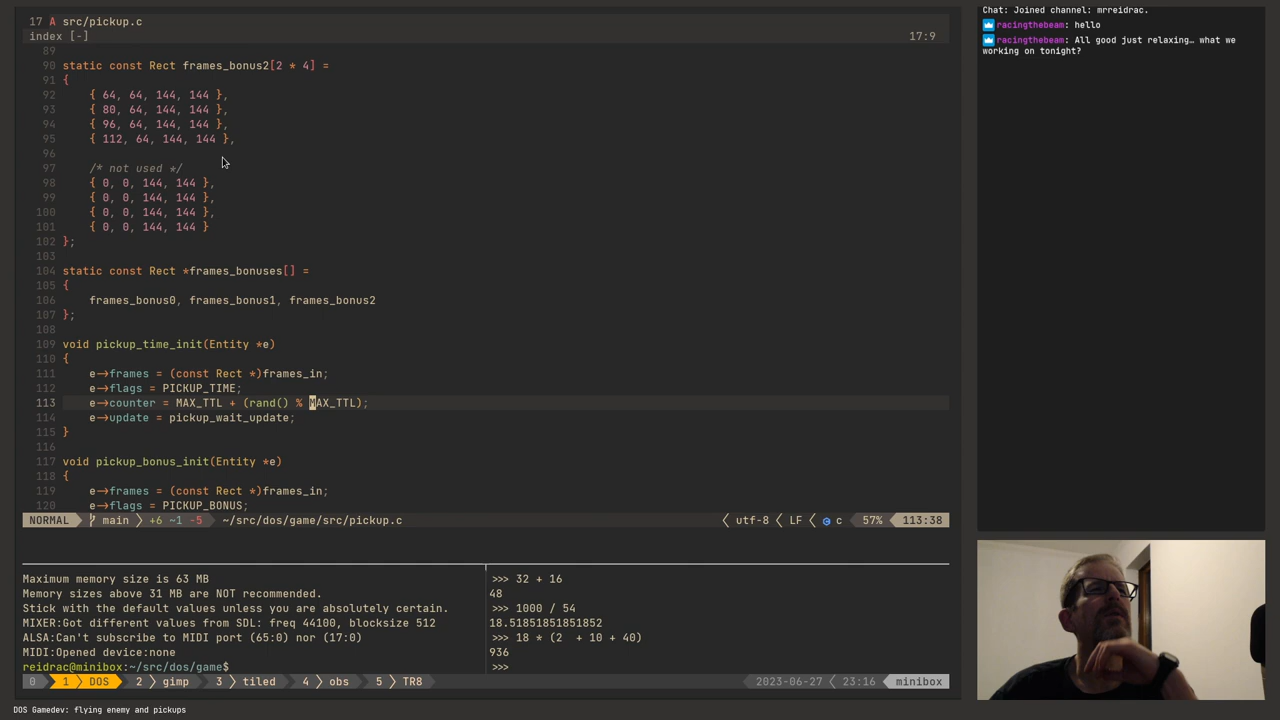 17 A src/pickup.c
index [-] 17:9
89
90 static const Rect frames_bonus2[2 * 4] =
91 {
92 { 64, 64, 144, 144 },
93 { 80, 64, 144, 144 },
94 { 96, 64, 144, 144 },
95 { 112, 64, 144, 144 },
96
97 /* not used */
98 { 0, 0, 144, 144 },
99 { 0, 0, 144, 144 },
100 { 0, 0, 144, 144 },
101 { 0, 0, 144, 144 }
102 };
103
104 static const Rect *frames_bonuses[] =
105 {
106 frames_bonus0, frames_bonus1, frames_bonus2
107 };
108
109 void pickup_time_init(Entity *e)
110 {
111 e->frames = (const Rect *)frames_in;
112 e->flags = PICKUP_TIME;
113 e->counter = MAX_TTL + (rand() % MAX_TTL);
114 e->update = pickup_wait_update;
115 }
116
117 void pickup_bonus_init(Entity *e)
118 {
119 e->frames = (const Rect *)frames_in;
120 e->flags = PICKUP_BONUS;
NORMAL main +6 ~1 -5 ~/src/dos/game/src/pickup.c utf-8 LF c 57% 113:38
Maximum memory size is 63 MB
Memory sizes above 31 MB are NOT recommended.
Stick with the default values unless you are absolutely certain.
MIXER:Got different values from SDL: freq 44100, blocksize 512
ALSA:Can't subscribe to MIDI port (65:0) nor (17:0)
MIDI:Opened device:none
reidrac@minibox:~/src/dos/game$
>>> 32 + 16
48
>>> 1000 / 54
18.51851851851852
>>> 18 * (2  + 10 + 40)
936
>>>
0 1 DOS 2 gimp 3 tiled 4 obs 5 TR8 2023-06-27 23:16 minibox
Chat: Joined channel: mrreidrac.
racingthebeam: hello
racingthebeam: All good just relaxing… what we
working on tonight?
DOS Gamedev: flying enemy and pickups